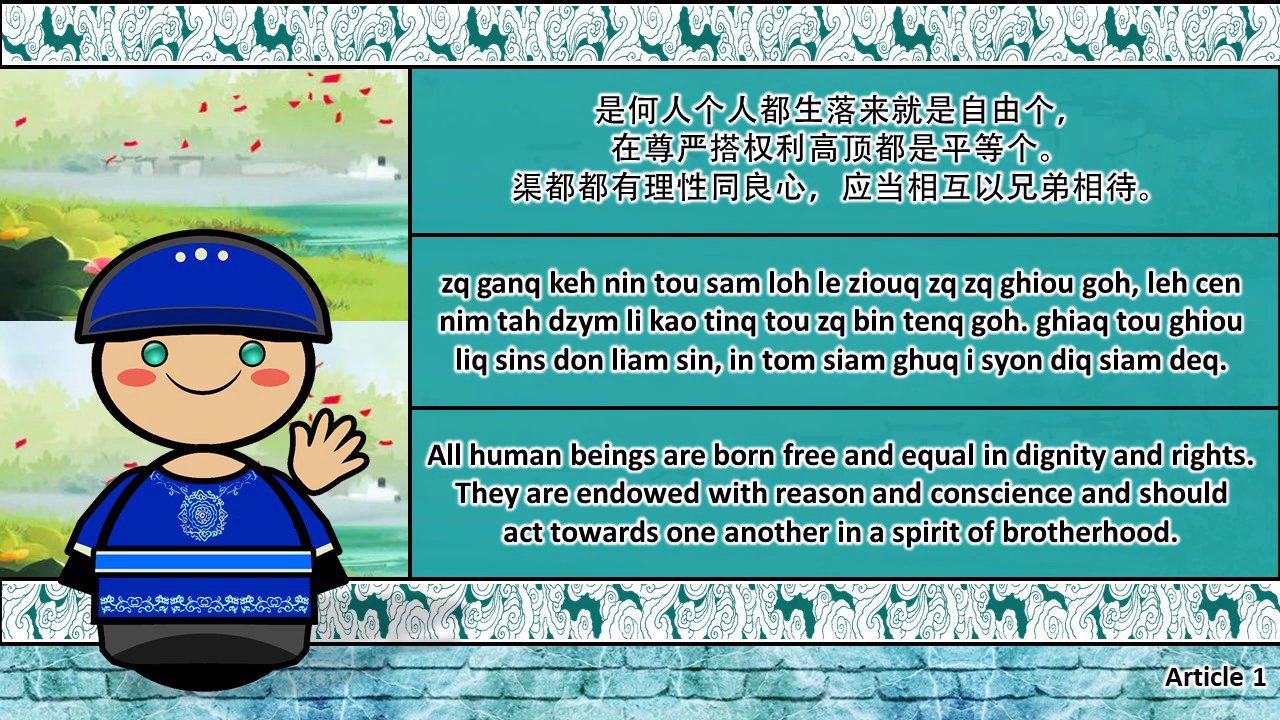 是何人个人都生落来就是自由个，
在尊严搭权利高顶都是平等个。
渠都都有理性同良心，应当相互以兄弟相待。
zq ganq keh nin tou sam loh le ziouq zq zq ghiou goh, leh cen
nim tah dzym li kao tinq tou zq bin tenq goh. ghiaq tou ghiou
liq sins don liam sin, in tom siam ghuq i syon diq siam deq.
All human beings are born free and equal in dignity and rights.
They are endowed with reason and conscience and should
act towards one another in a spirit of brotherhood.
Article 1